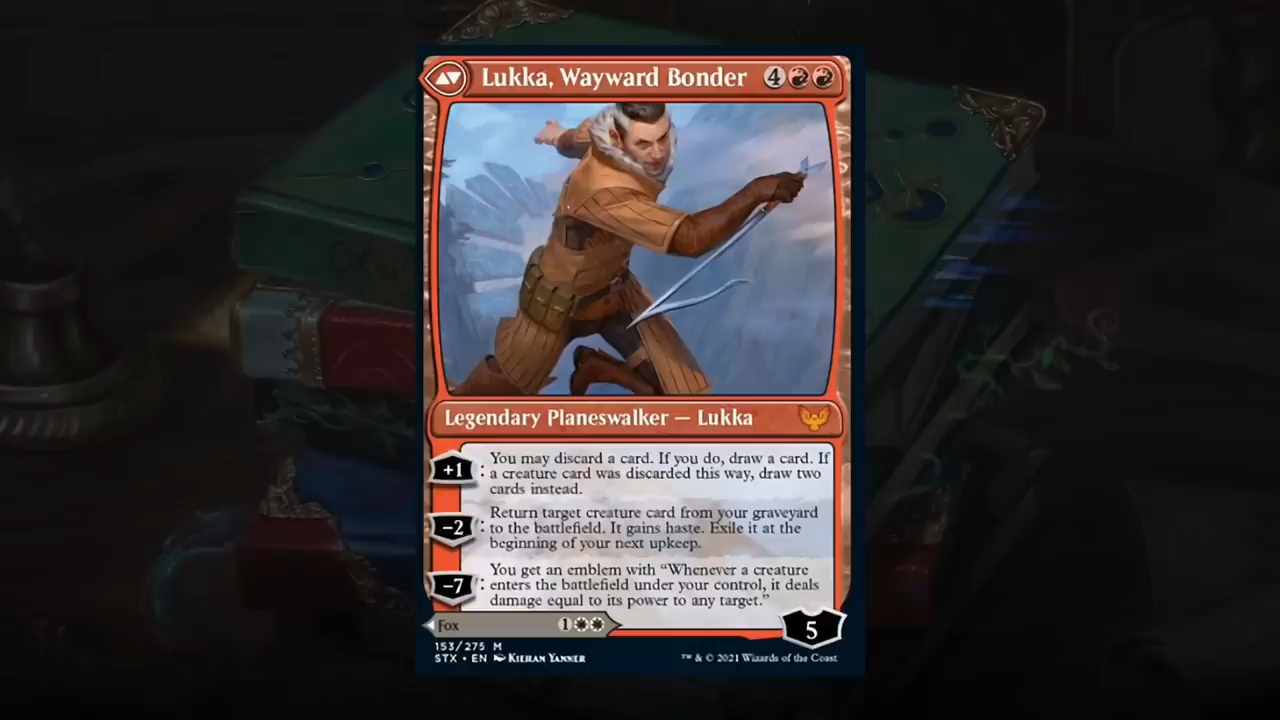 Lukka, Wayward Bonder 4
Legendary Planeswalker — Lukka
+1: You may discard a card. If you do, draw a card. If
a creature card was discarded this way, draw two
cards instead.
−2: Return target creature card from your graveyard
to the battlefield. It gains haste. Exile it at the
beginning of your next upkeep.
−7: You get an emblem with “Whenever a creature
enters the battlefield under your control, it deals
damage equal to its power to any target.”
5
Fox 1
153/275 M
STX • EN Kieran Yanner
™ & © 2021 Wizards of the Coast